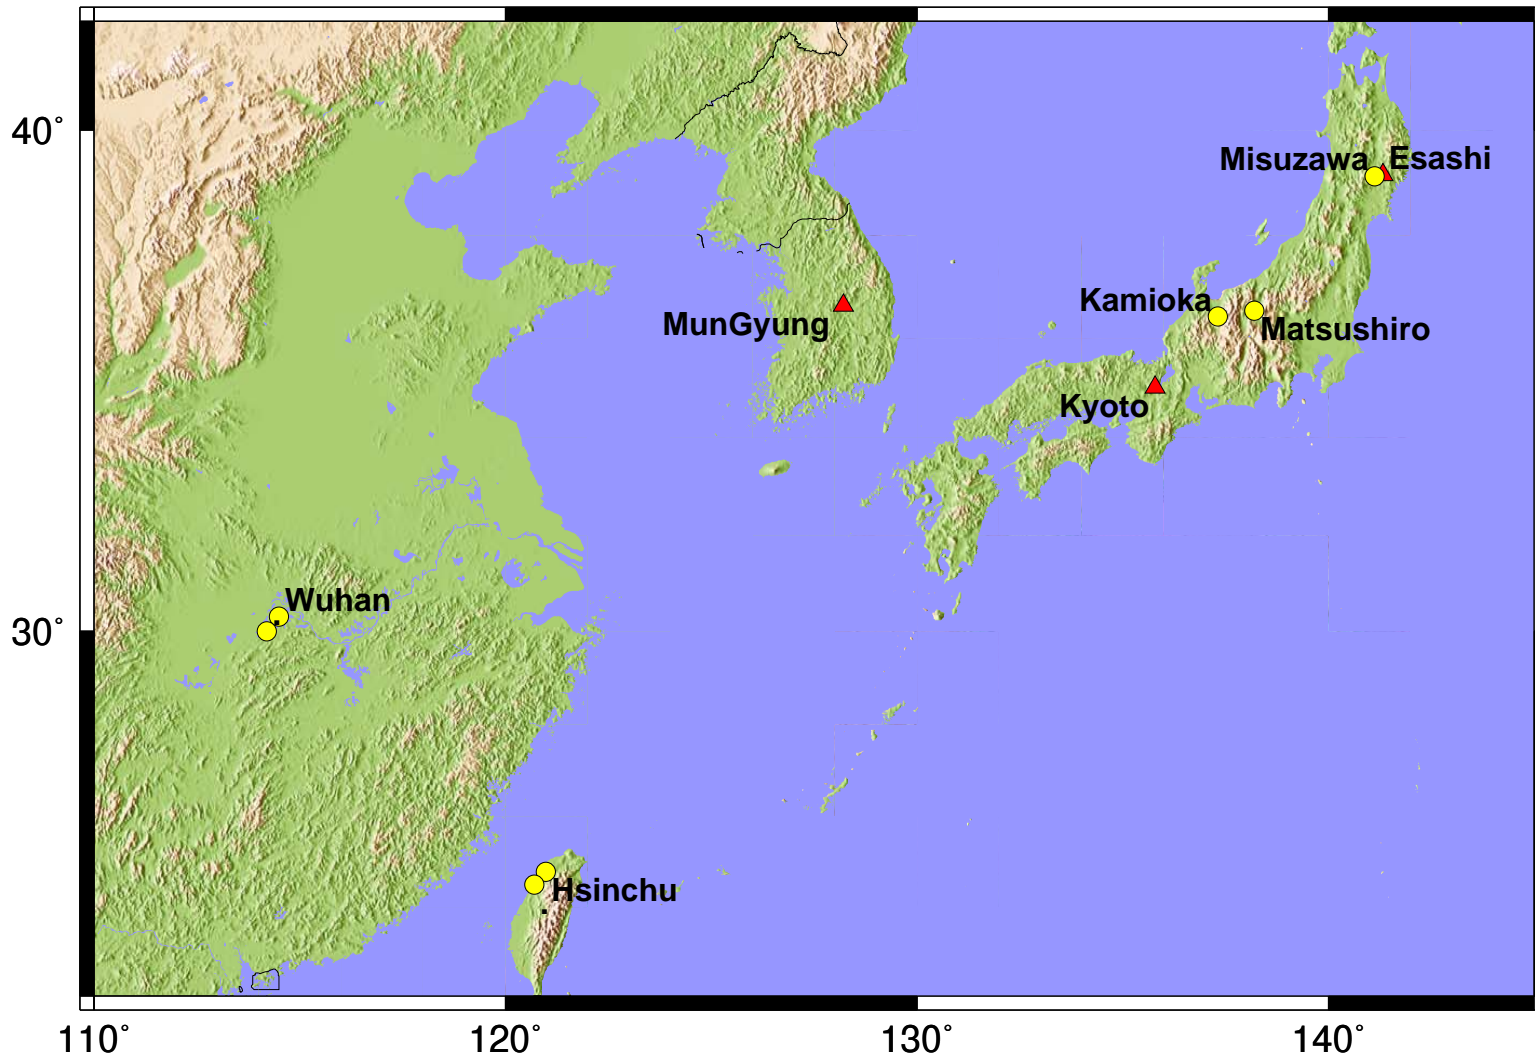 40°
Misuzawa
Esashi
Kamioka
MunGyung
Matsushiro
Kyoto
Wuhan
30°
Hsinchu
110°
120°
130°
140°